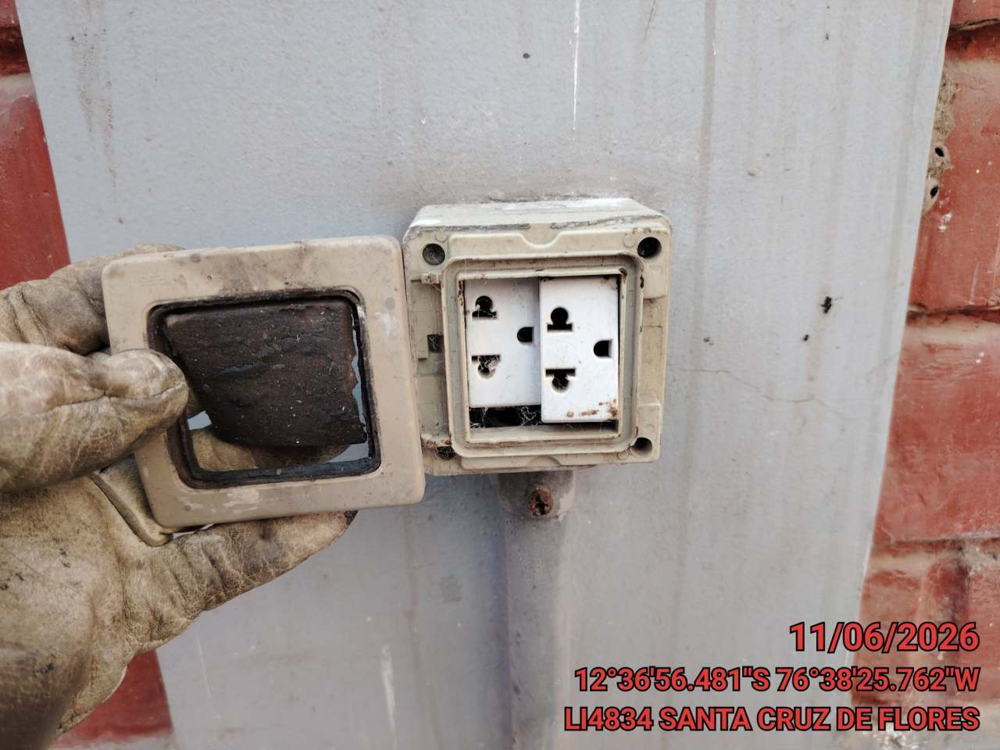 11/06/2026
12°36'56.481"S 76°38'25.762"W
LI4834 SANTA CRUZ DE FLORES